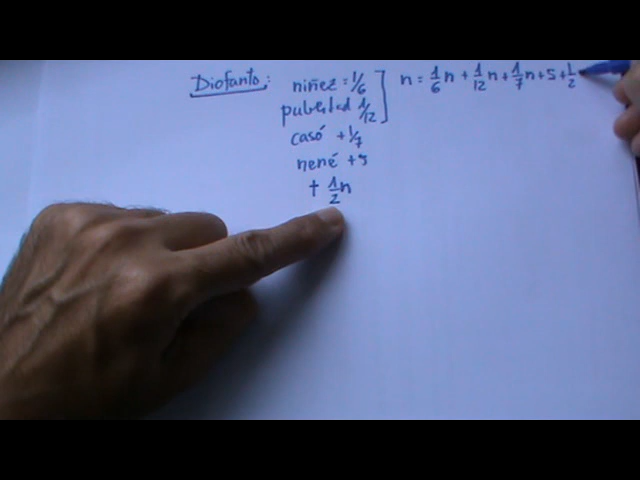 Diofanto: niñez = 1/6
pubertad 1/12
casó + 1/7
nené + 5
† 1/2 n
n = 1/6 n + 1/12 n + 1/7 n + 5 + 1/2